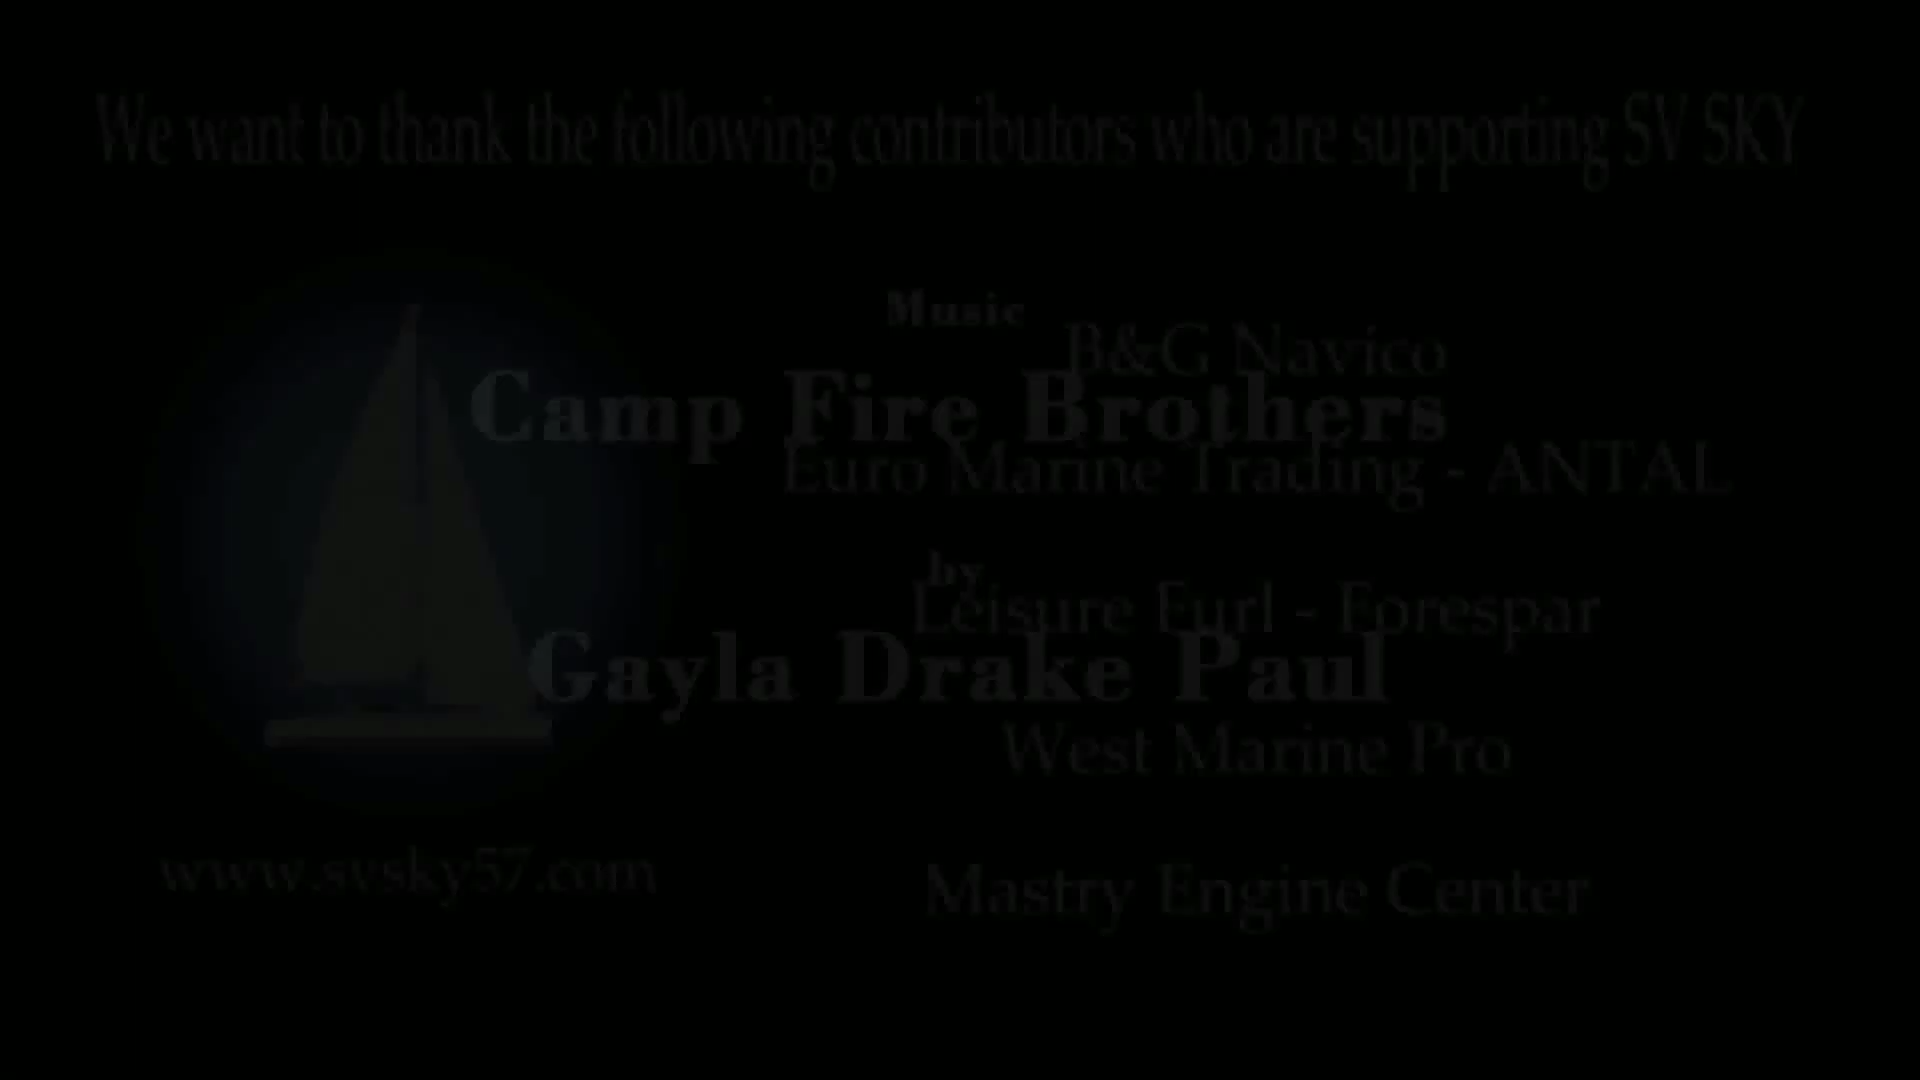 We want to thank the following contributors who are supporting SV SKY
Music
B&G Navico
Camp Fire Brothers
Euro Marine Trading - ANTAL
by
Leisure Furl - Forespar
Gayla Drake Paul
West Marine Pro
www.svsky57.com
Mastry Engine Center